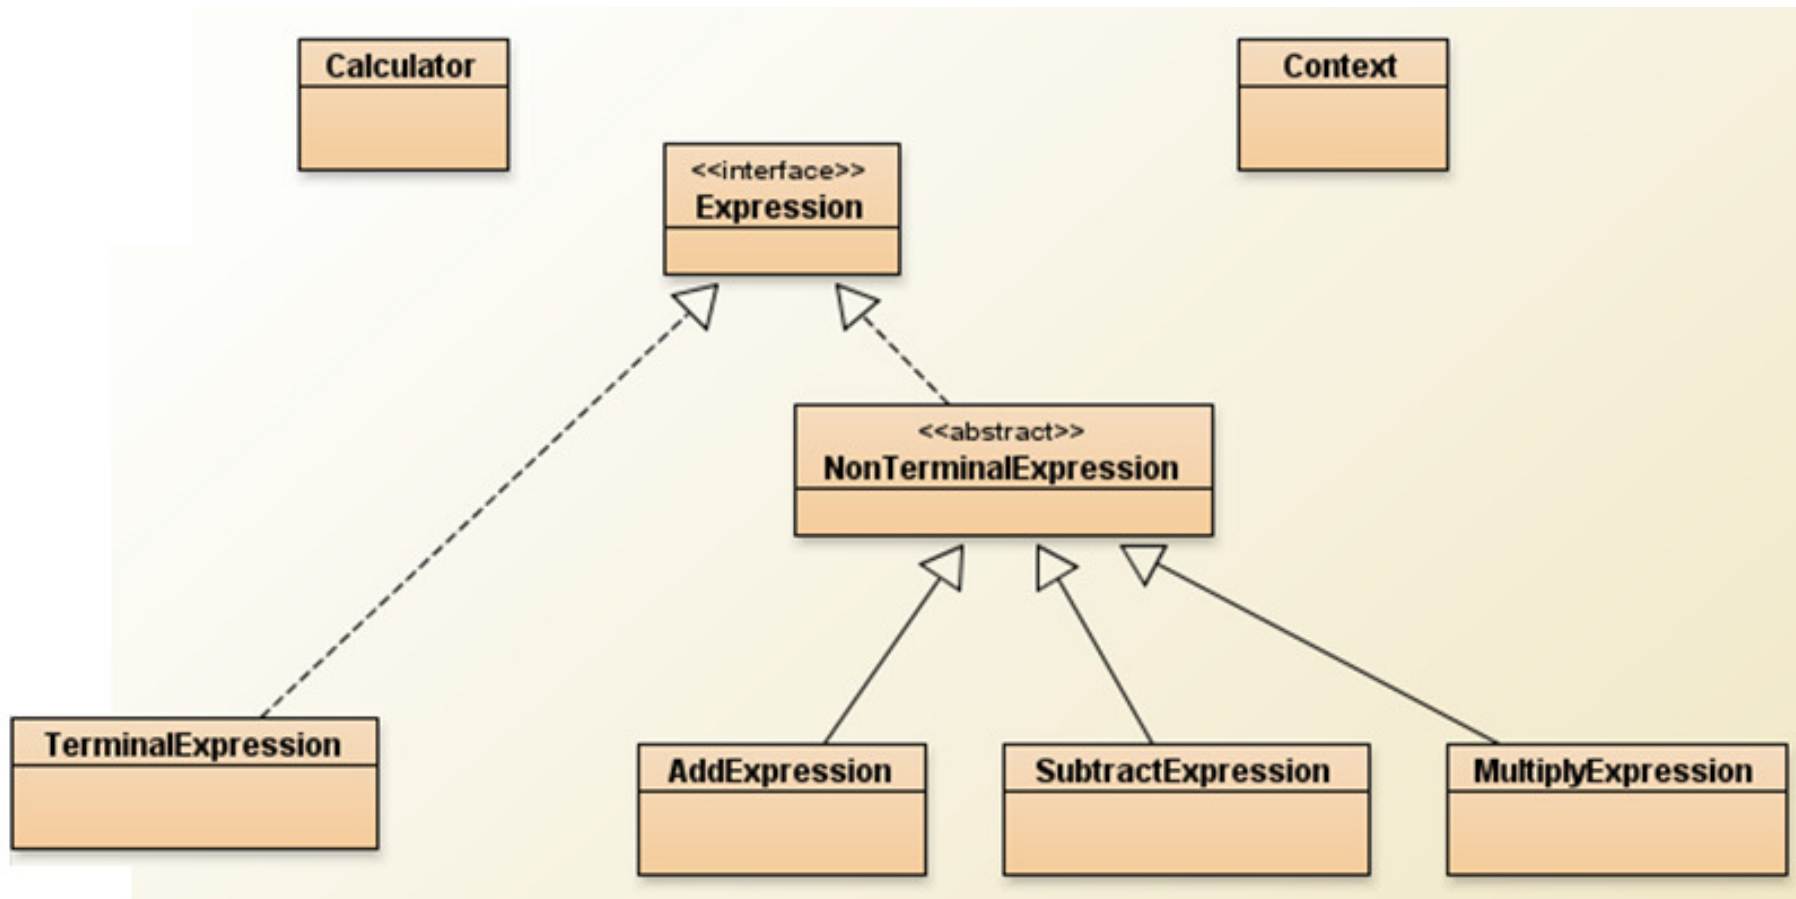 Calculator
Context
<<interface>>
Expression
<<abstract>>
NonTerminalExpression
TerminalExpression
AddExpression
SubtractExpression
MultiplyExpression